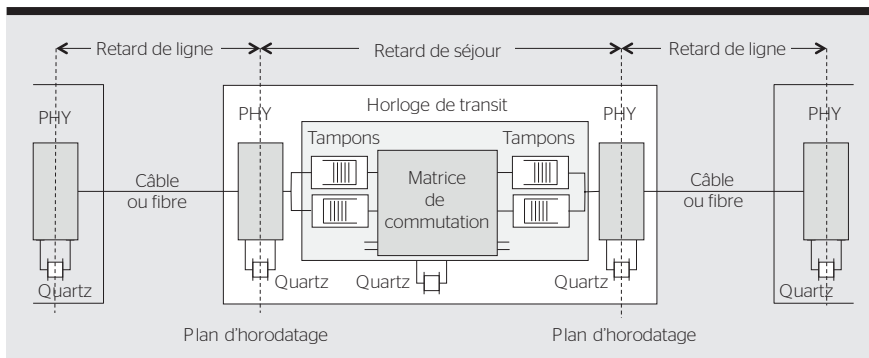 Retard de ligne
Retard de séjour
Retard de ligne
Horloge de transit
PHY
PHY
PHY
PHY
Tampons
Tampons
Câble
ou fibre
Matrice
de
commutation
Câble
ou fibre
Quartz
Quartz
Quartz
Quartz
Quartz
Plan d'horodatage
Plan d'horodatage